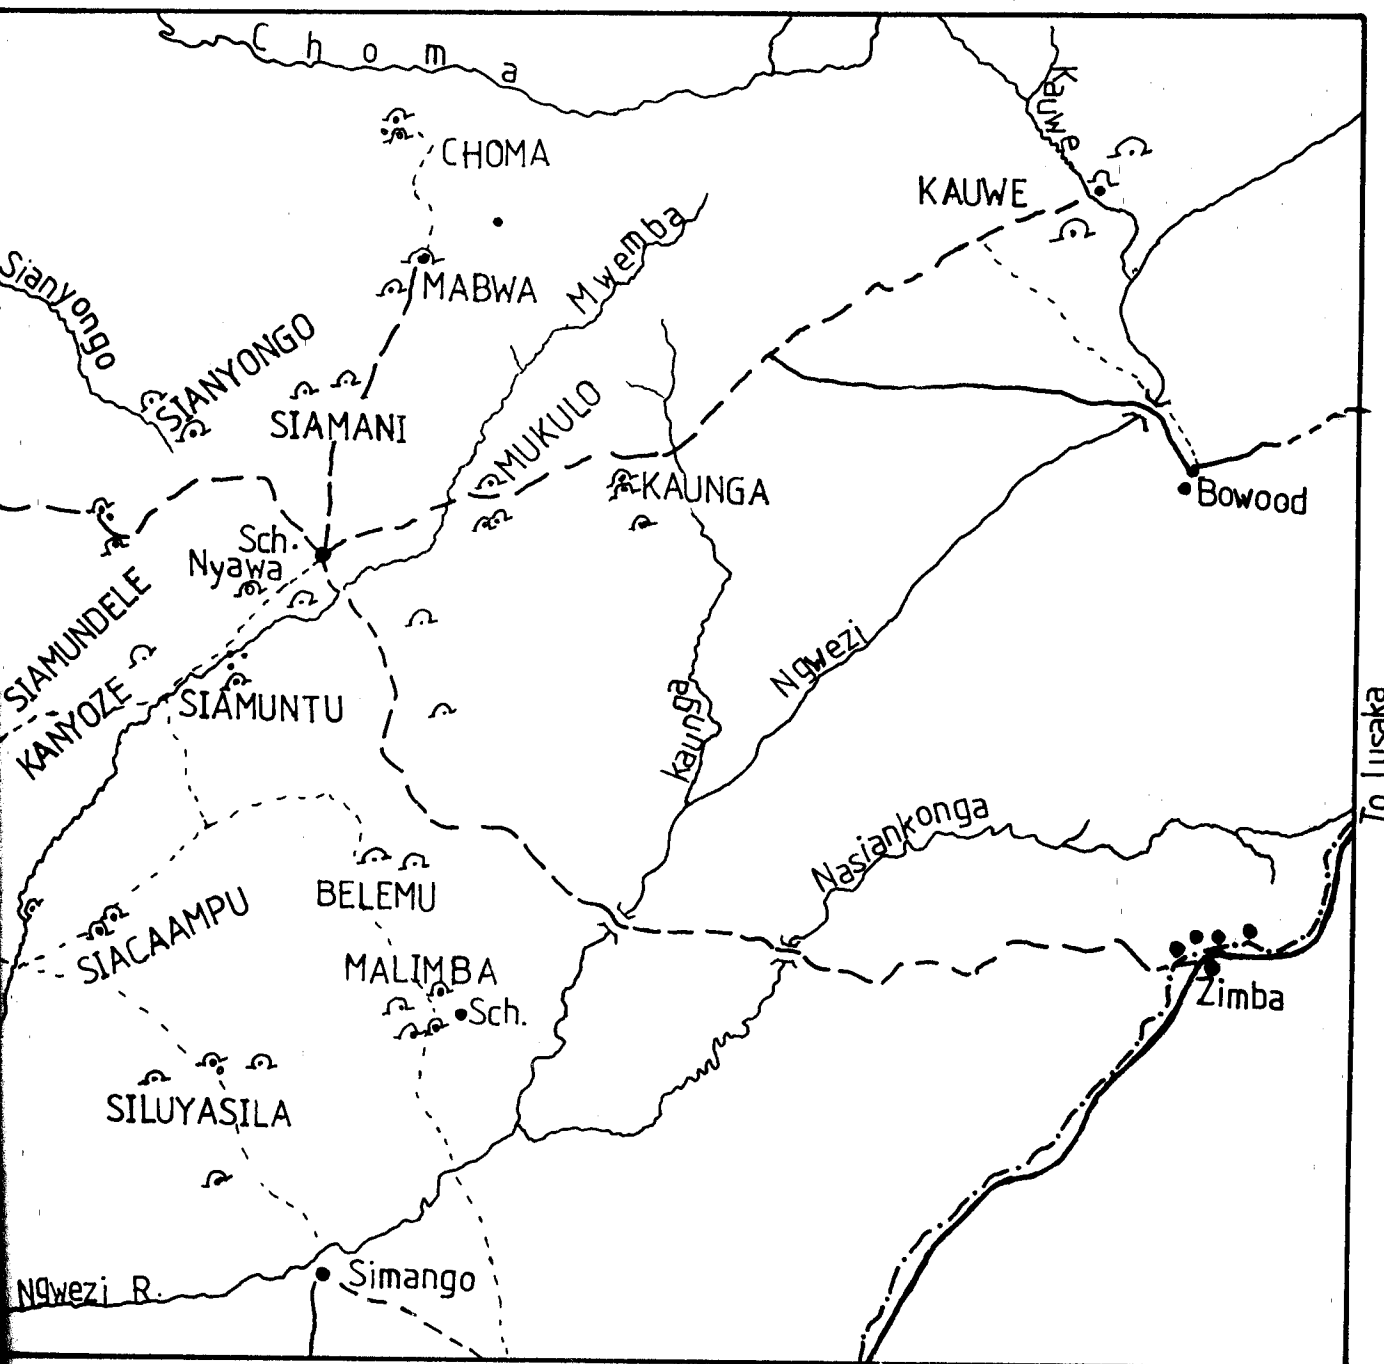 Choma
Kauwe
CHOMA
KAUWE
Mwemba
Sianyongo
MABWA
SIANYONGO
SIAMANI
MUKULO
KAUNGA
Bowood
Sch.
Nyawa
SIAMUNDELE
KANYOZE
SIAMUNTU
Ngwezi
kaunga
To Lusaka
Nasiankonga
BELEMU
SIACAAMPU
MALIMBA
Sch.
Zimba
SILUYASILA
Simango
Ngwezi R.